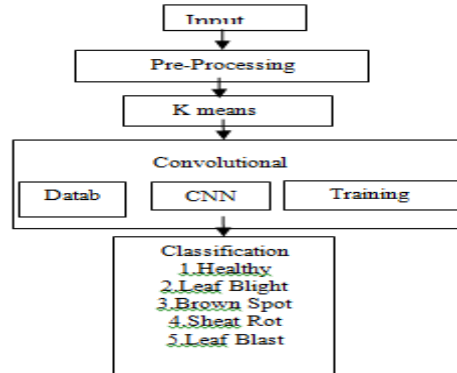 Input
Pre-Processing
K means
Convolutional
Datab
CNN
Training
Classification
1.Healthy
2.Leaf Blight
3.Brown Spot
4.Sheat Rot
5.Leaf Blast